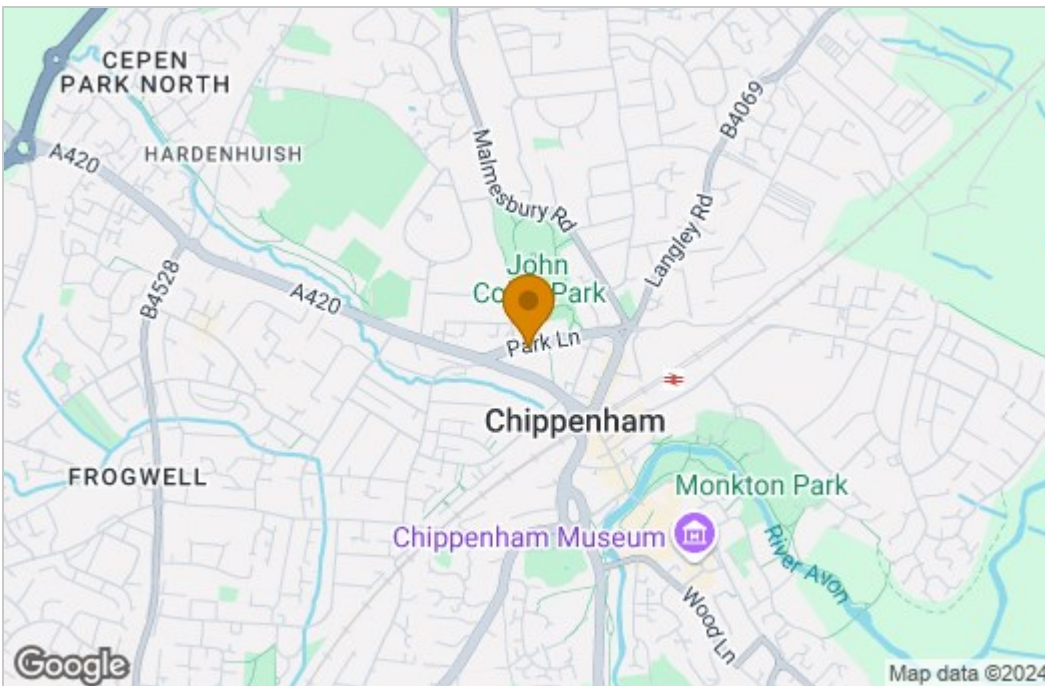 CEPEN
PARK NORTH
A420
HARDENHUISH
B4069
Malmesbury Rd
Langley Rd
John
Park
B4528
A420
Park Ln
Chippenham
FROGWELL
Monkton Park
Chippenham Museum
River Avon
Wood Ln
Google
Map data ©2024